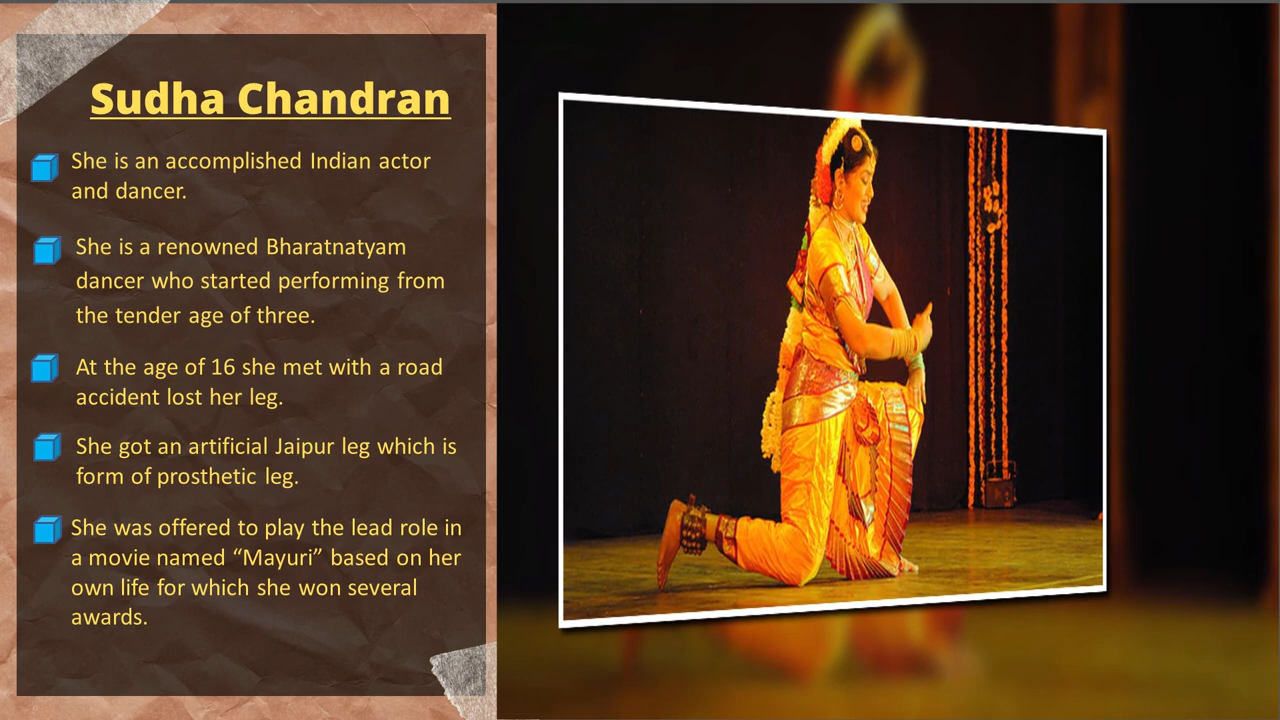 Sudha Chandran
She is an accomplished Indian actor
and dancer.
She is a renowned Bharatnatyam
dancer who started performing from
the tender age of three.
At the age of 16 she met with a road
accident lost her leg.
She got an artificial Jaipur leg which is
form of prosthetic leg.
She was offered to play the lead role in
a movie named “Mayuri” based on her
own life for which she won several
awards.